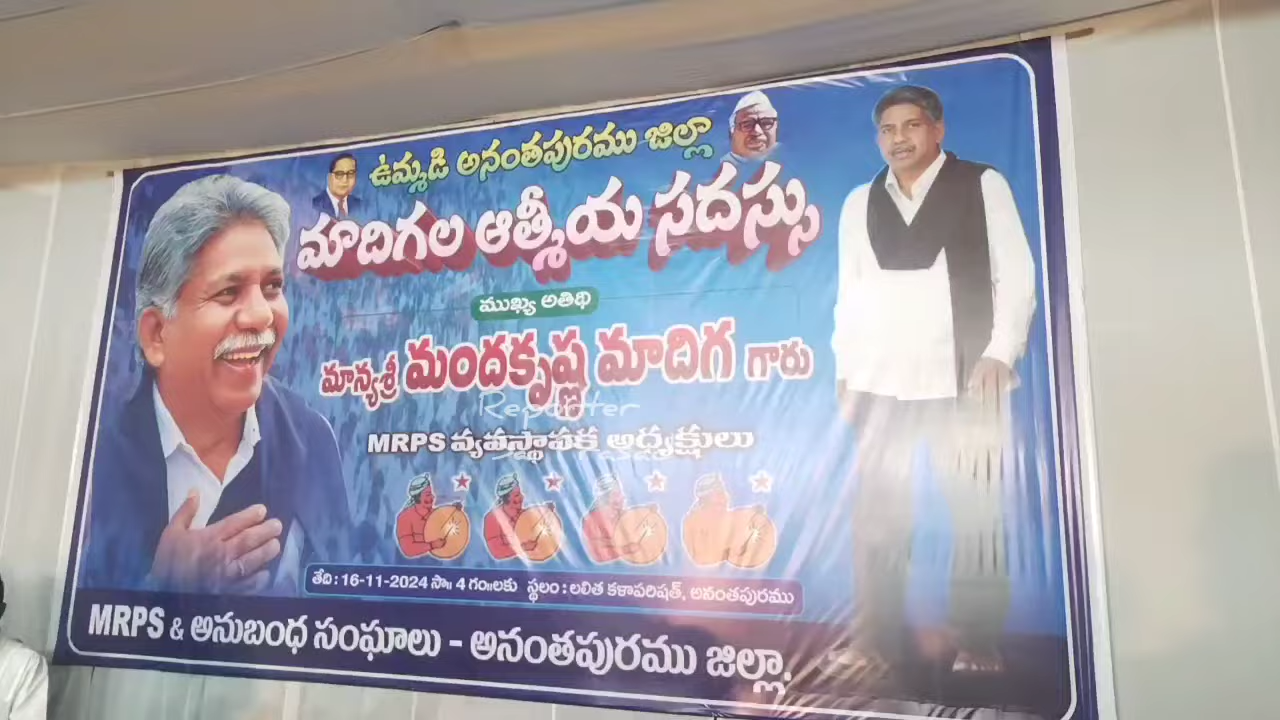 ఉమ్మడి అనంతపురము జిల్లా
మాదిగల ఆత్మీయ సదస్సు
ముఖ్య అతిథి
మాన్యశ్రీ మందకృష్ణ మాదిగ గారు
Reporter
MRPS వ్యవస్థాపక అధ్యక్షులు
తేది : 16-11-2024 సా॥ 4 గం॥లకు స్థలం : లలిత కళాపరిషత్, అనంతపురము
MRPS & అనుబంధ సంఘాలు - అనంతపురము జిల్లా.